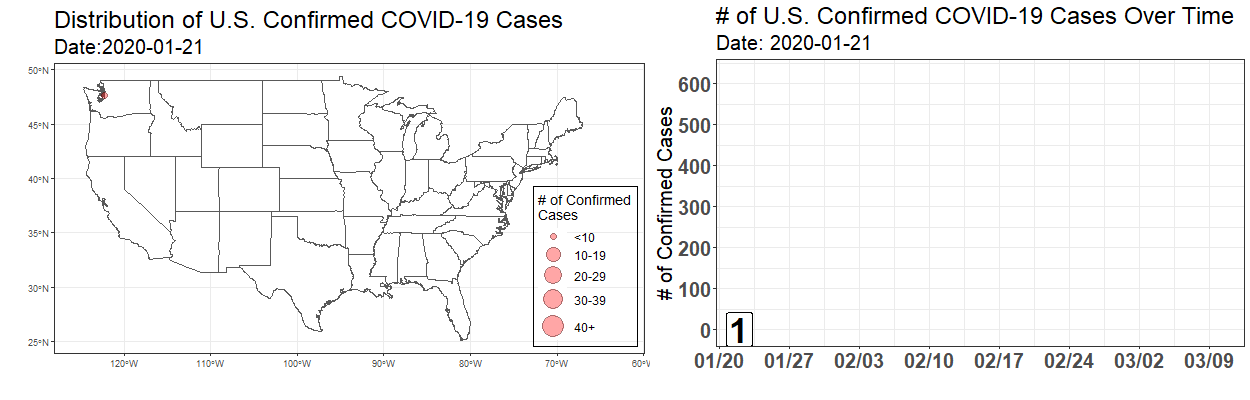 Distribution of U.S. Confirmed COVID-19 Cases
Date:2020-01-21
50°N
45°N
40°N
35°N
30°N
25°N
120°W
110°W
100°W
90°W
80°W
70°W
60°W
# of Confirmed
Cases
<10
10-19
20-29
30-39
40+
# of U.S. Confirmed COVID-19 Cases Over Time
Date: 2020-01-21
# of Confirmed Cases
600
500
400
300
200
100
0
1
01/20
01/27
02/03
02/10
02/17
02/24
03/02
03/09